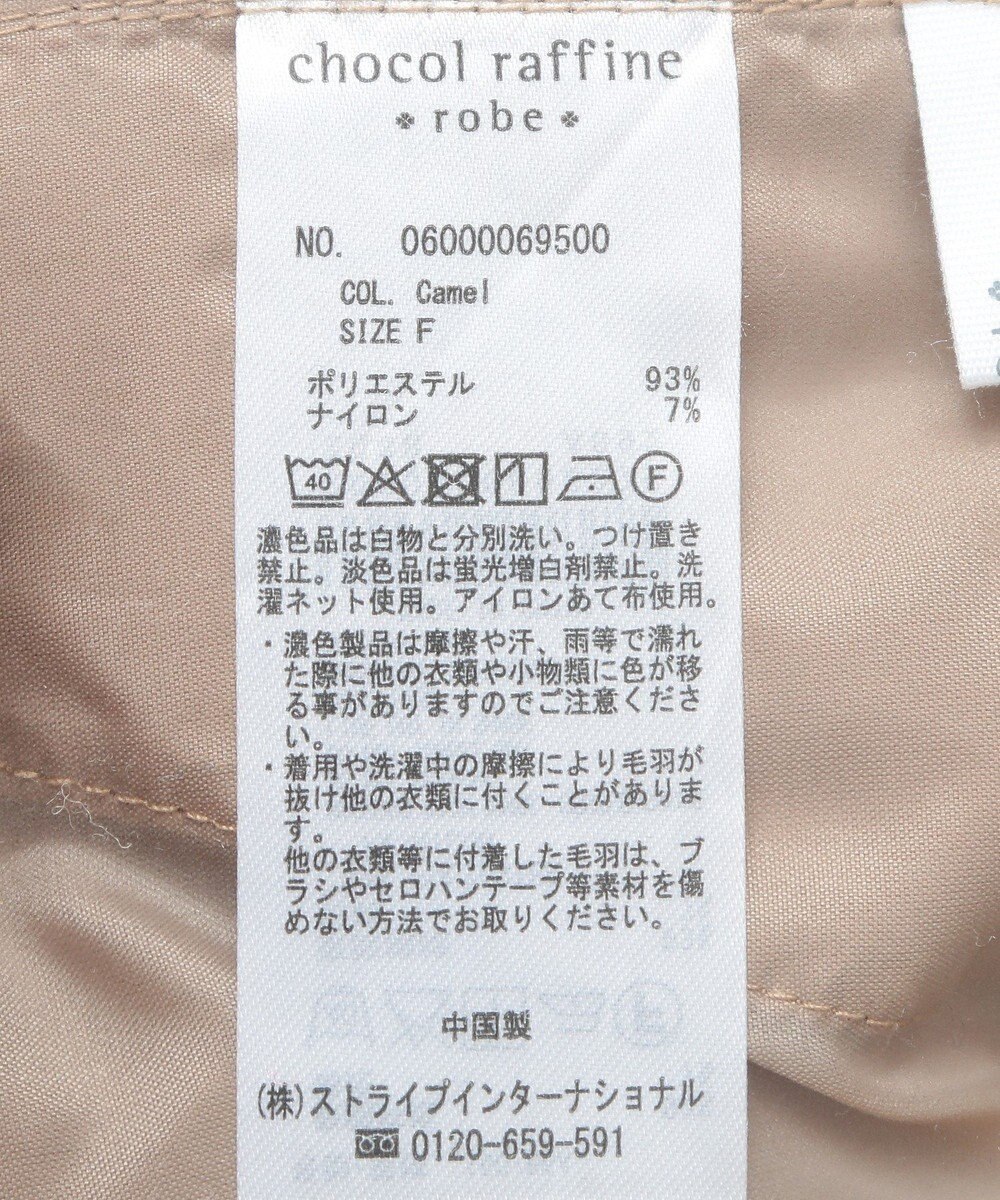 chocol raffine
robe
NO. 06000069500
COL. Camel
SIZE F
ポリエステル 93%
ナイロン 7%
40 F
濃色品は白物と分別洗い。つけ置き
禁止。淡色品は蛍光増白剤禁止。洗
濯ネット使用。アイロンあて布使用。
・濃色製品は摩擦や汗、雨等で濡れ
た際に他の衣類や小物類に色が移
る事がありますのでご注意くださ
い。
・着用や洗濯中の摩擦により毛羽が
抜け他の衣類に付くことがありま
す。
他の衣類等に付着した毛羽は、ブ
ラシやセロハンテープ等素材を傷
めない方法でお取りください。
中国製
(株)ストライプインターナショナル
0120-659-591